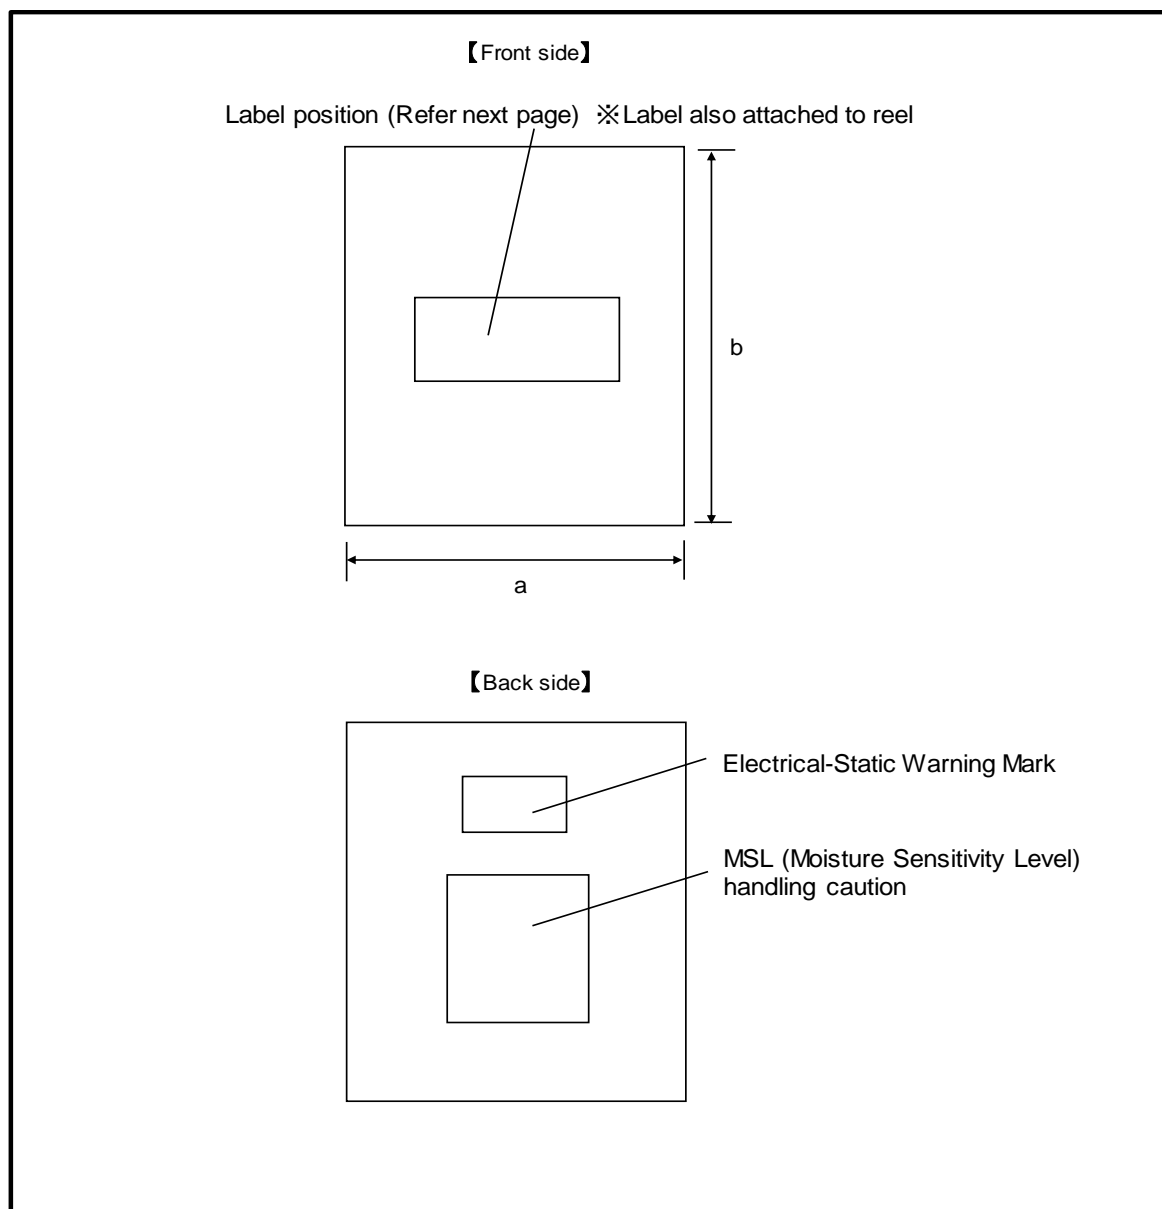 【Front side】
Label position (Refer next page) ※Label also attached to reel
b
a
【Back side】
Electrical-Static Warning Mark
MSL (Moisture Sensitivity Level)
handling caution